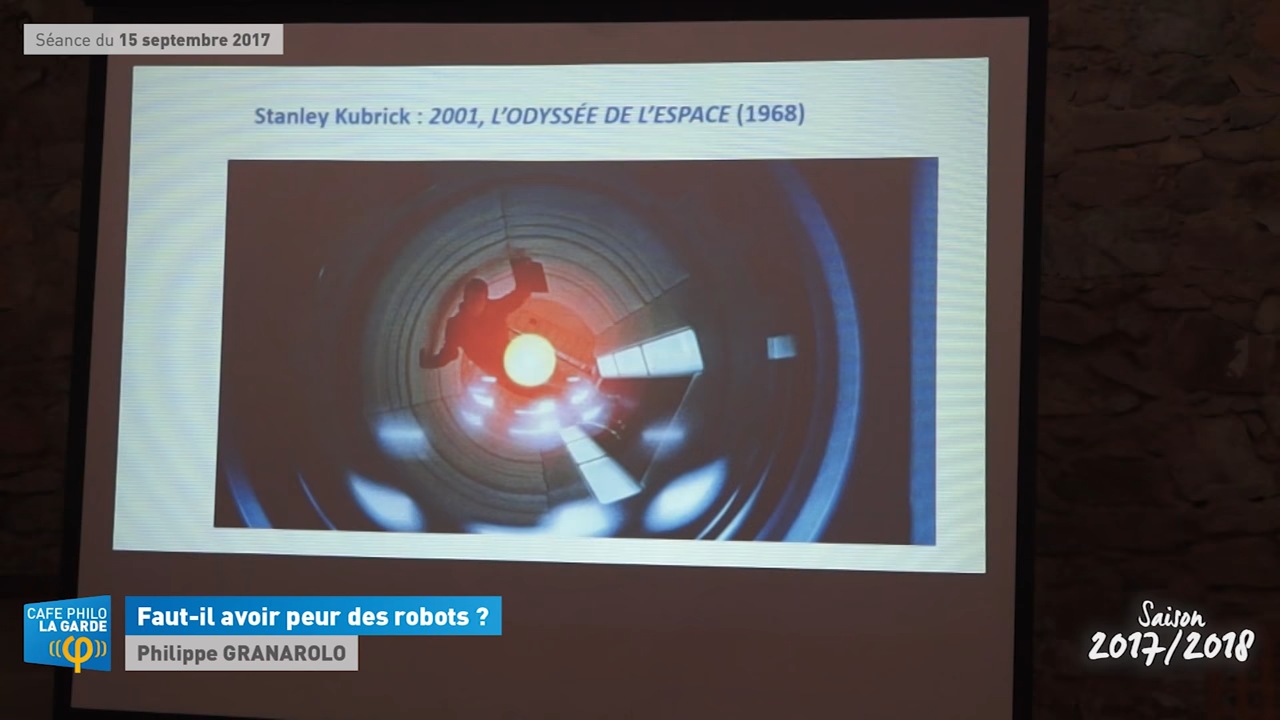 Séance du 15 septembre 2017
Stanley Kubrick : 2001, L'ODYSSÉE DE L'ESPACE (1968)
CAFE PHILO
LA GARDE
((φ))
Faut-il avoir peur des robots ?
Philippe GRANAROLO
Saison
2017/2018